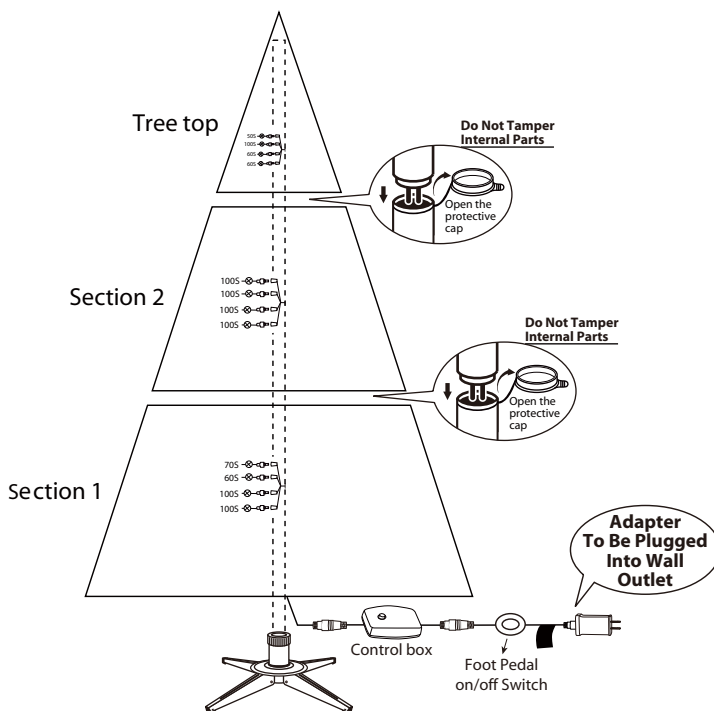 Do Not Tamper
Internal Parts
Tree top
50S
100S
60S
60S
Open the
protective
cap
Section 2
100S
100S
100S
100S
Do Not Tamper
Internal Parts
Open the
protective
cap
Section 1
70S
60S
100S
100S
Adapter
To Be Plugged
Into Wall
Outlet
Control box
Foot Pedal
on/off Switch